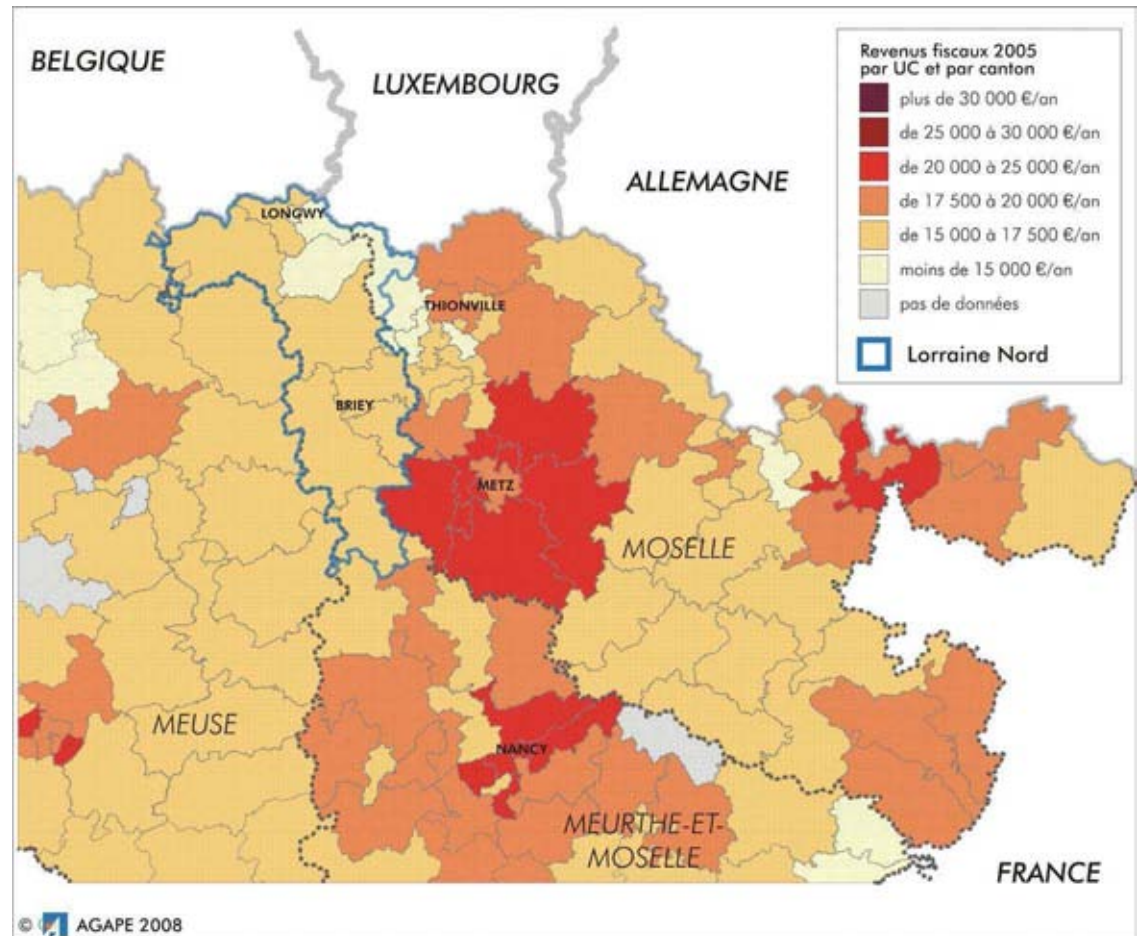 BELGIQUE
LUXEMBOURG
ALLEMAGNE
Revenus fiscaux 2005
par UC et par canton
plus de 30 000 €/an
de 25 000 à 30 000 €/an
de 20 000 à 25 000 €/an
de 17 500 à 20 000 €/an
de 15 000 à 17 500 €/an
moins de 15 000 €/an
pas de données
Lorraine Nord
LONGWY
THIONVILLE
BRIEY
METZ
MOSELLE
MEUSE
NANCY
MEURTHE-ET-
MOSELLE
FRANCE
© AGAPE 2008